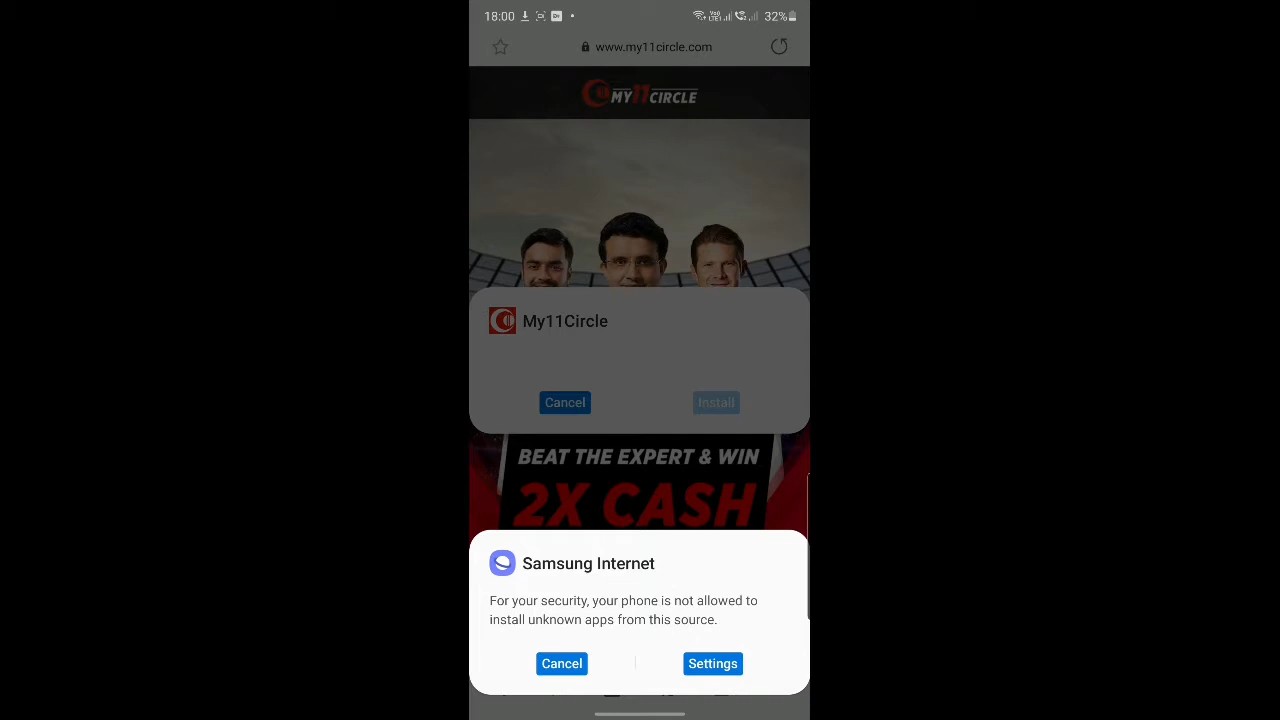 18:00
32%
www.my11circle.com
MY11CIRCLE
My11Circle
Cancel
Install
BEAT THE EXPERT & WIN
2X CASH
Samsung Internet
For your security, your phone is not allowed to
install unknown apps from this source.
Cancel
Settings